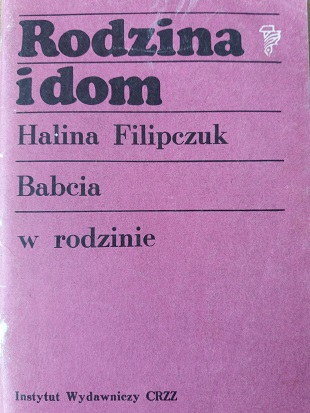 Rodzina
i dom
Halina Filipczuk
Babcia
w rodzinie
Instytut Wydawniczy CRZZ